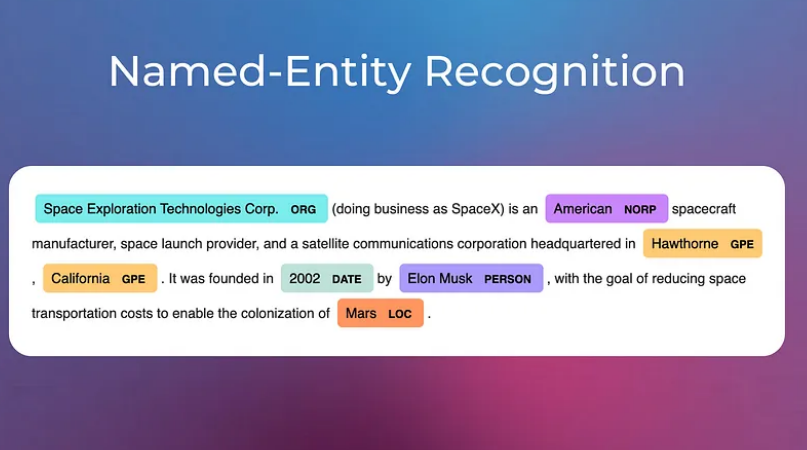 Named-Entity Recognition
Space Exploration Technologies Corp. ORG (doing business as SpaceX) is an American NORP spacecraft
manufacturer, space launch provider, and a satellite communications corporation headquartered in Hawthorne GPE
, California GPE . It was founded in 2002 DATE by Elon Musk PERSON , with the goal of reducing space
transportation costs to enable the colonization of Mars LOC .